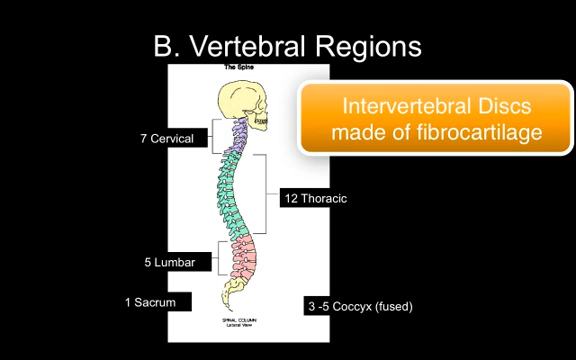 B. Vertebral Regions
The Spine
Intervertebral Discs
made of fibrocartilage
7 Cervical
12 Thoracic
5 Lumbar
1 Sacrum
3 -5 Coccyx (fused)
SPINAL COLUMN
Lateral View